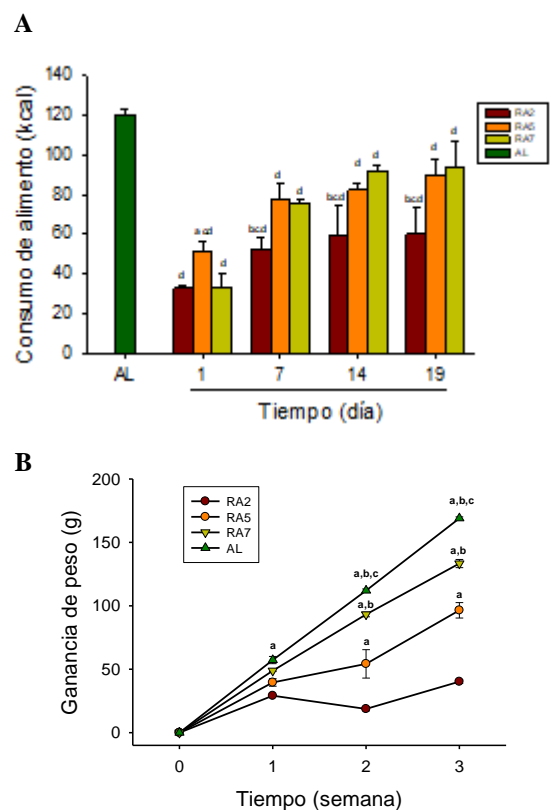 A
Consumo de alimento (kcal)
140
120
100
80
60
40
20
0
RA2
RA5
RA7
AL
d
a cd
d
bcd
d
d
bcd
d
d
bcd
d
d
AL
1
7
14
19
Tiempo (día)
B
Ganancia de peso (g)
200
150
100
50
0
RA2
RA5
RA7
AL
a
a,b,c
a,b
a
a,b,c
a,b
a
0
1
2
3
Tiempo (semana)